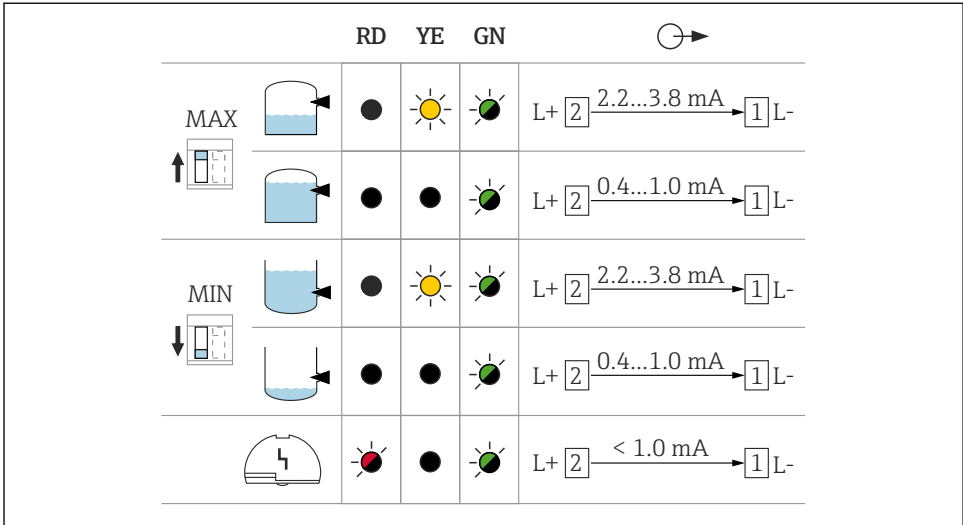 RD YE GN
MAX
L+ 2 2.2...3.8 mA 1 L-
L+ 2 0.4...1.0 mA 1 L-
MIN
L+ 2 2.2...3.8 mA 1 L-
L+ 2 0.4...1.0 mA 1 L-
L+ 2 < 1.0 mA 1 L-